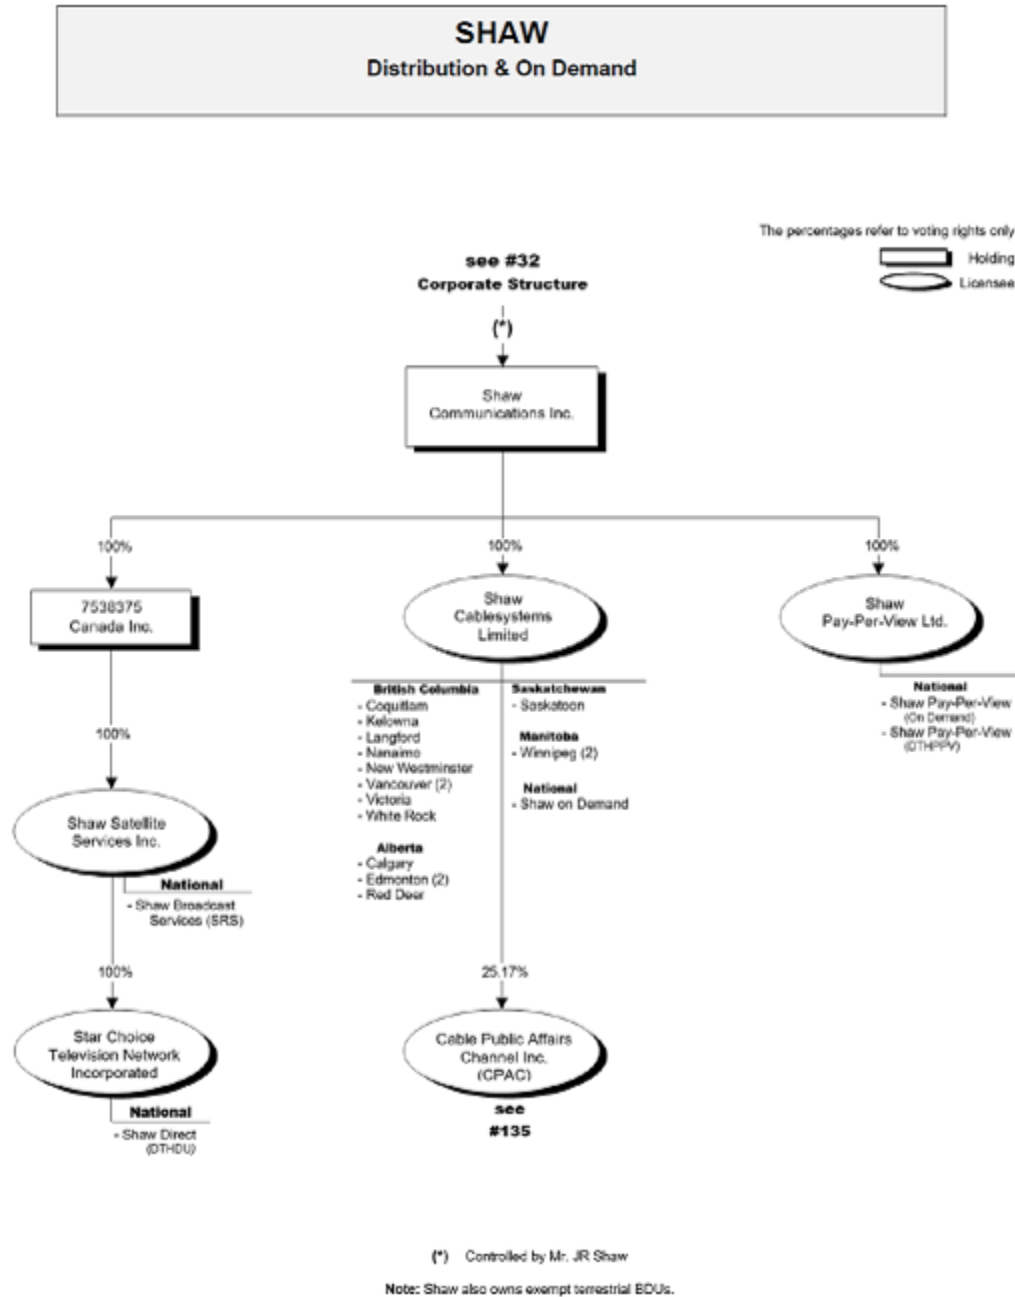 SHAW
Distribution & On Demand
The percentages refer to voting rights only
Holding
Licensee
see #32
Corporate Structure
(*)
Shaw
Communications Inc.
100%
100%
100%
7538375
Canada Inc.
Shaw
Cablesystems
Limited
Shaw
Pay-Per-View Ltd.
British Columbia
- Coquitlam
- Kelowna
- Langford
- Nanaimo
- New Westminster
- Vancouver (2)
- Victoria
- White Rock
Alberta
- Calgary
- Edmonton (2)
- Red Deer
Saskatchewan
- Saskatoon
Manitoba
- Winnipeg (2)
National
- Shaw on Demand
National
- Shaw Pay-Per-View
(On Demand)
- Shaw Pay-Per-View
(DTHPPV)
100%
Shaw Satellite
Services Inc.
National
- Shaw Broadcast
Services (SRS)
100%
25.17%
Star Choice
Television Network
Incorporated
Cable Public Affairs
Channel Inc.
(CPAC)
National
- Shaw Direct
(DTHDU)
see
#135
(*) Controlled by Mr. JR Shaw
Note: Shaw also owns exempt terrestrial BDUs.